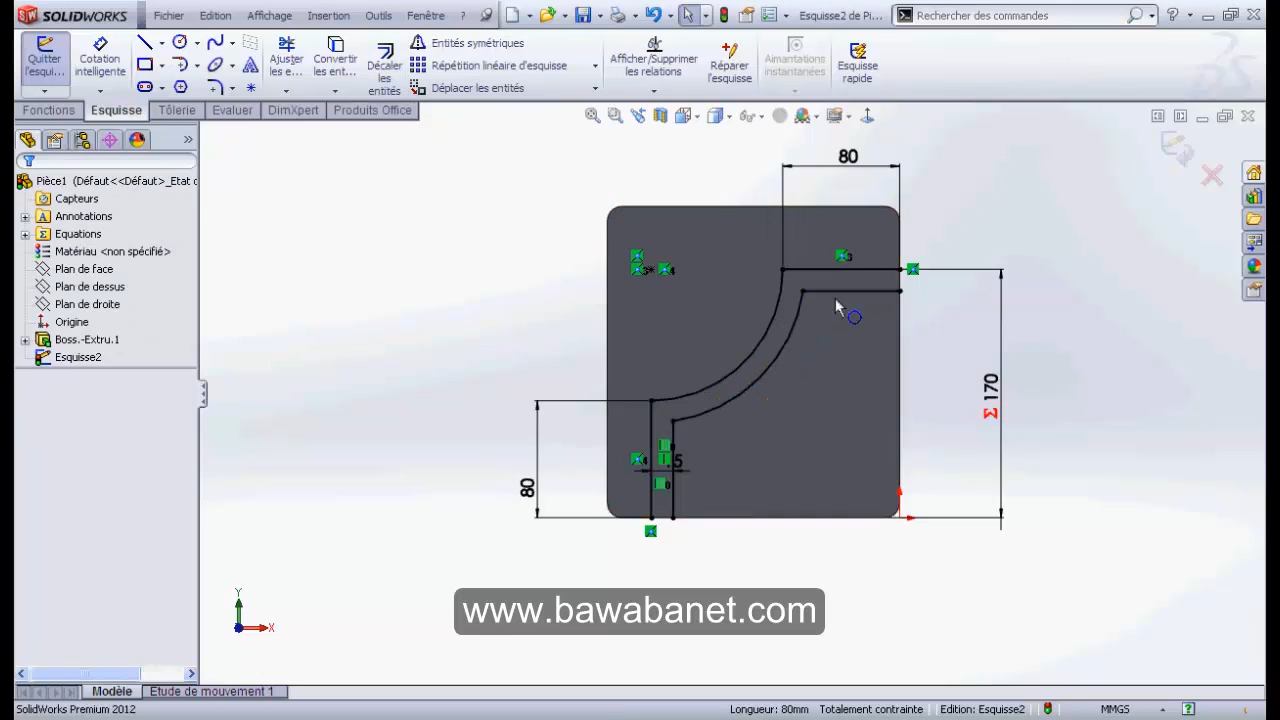 SOLIDWORKS
Fichier Edition Affichage Insertion Outils Fenêtre ?
Esquisse2 de Pi...
Rechercher des commandes
Quitter l'esqui...
Cotation intelligente
Ajuster les e...
Convertir les ent...
Décaler les entités
Entités symétriques
Répétition linéaire d'esquisse
Déplacer les entités
Afficher/Supprimer les relations
Réparer l'esquisse
Aimantations instantanées
Esquisse rapide
Fonctions Esquisse Tôlerie Evaluer DimXpert Produits Office
Pièce1 (Défaut<<Défaut>_Etat c
Capteurs
Annotations
Equations
Matériau <non spécifié>
Plan de face
Plan de dessus
Plan de droite
Origine
Boss.-Extru.1
Esquisse2
80
Σ 170
80
Y
X
www.bawabanet.com
Modèle Etude de mouvement 1
SolidWorks Premium 2012
Longueur: 80mm Totalement contrainte Edition: Esquisse2 MMGS